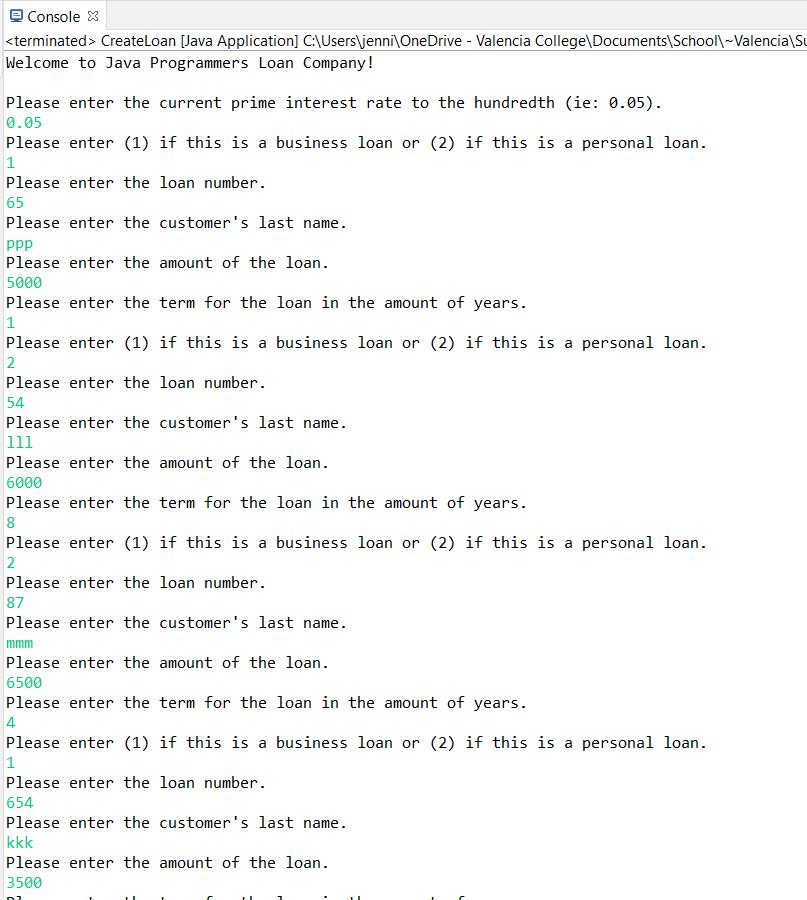 Console
<terminated> CreateLoan [Java Application] C:\Users\jenni\OneDrive - Valencia College\Documents\School\~Valencia\Su
Welcome to Java Programmers Loan Company!
Please enter the current prime interest rate to the hundredth (ie: 0.05).
0.05
Please enter (1) if this is a business loan or (2) if this is a personal loan.
1
Please enter the loan number.
65
Please enter the customer's last name.
ppp
Please enter the amount of the loan.
5000
Please enter the term for the loan in the amount of years.
1
Please enter (1) if this is a business loan or (2) if this is a personal loan.
2
Please enter the loan number.
54
Please enter the customer's last name.
lll
Please enter the amount of the loan.
6000
Please enter the term for the loan in the amount of years.
8
Please enter (1) if this is a business loan or (2) if this is a personal loan.
2
Please enter the loan number.
87
Please enter the customer's last name.
mmm
Please enter the amount of the loan.
6500
Please enter the term for the loan in the amount of years.
4
Please enter (1) if this is a business loan or (2) if this is a personal loan.
1
Please enter the loan number.
654
Please enter the customer's last name.
kkk
Please enter the amount of the loan.
3500